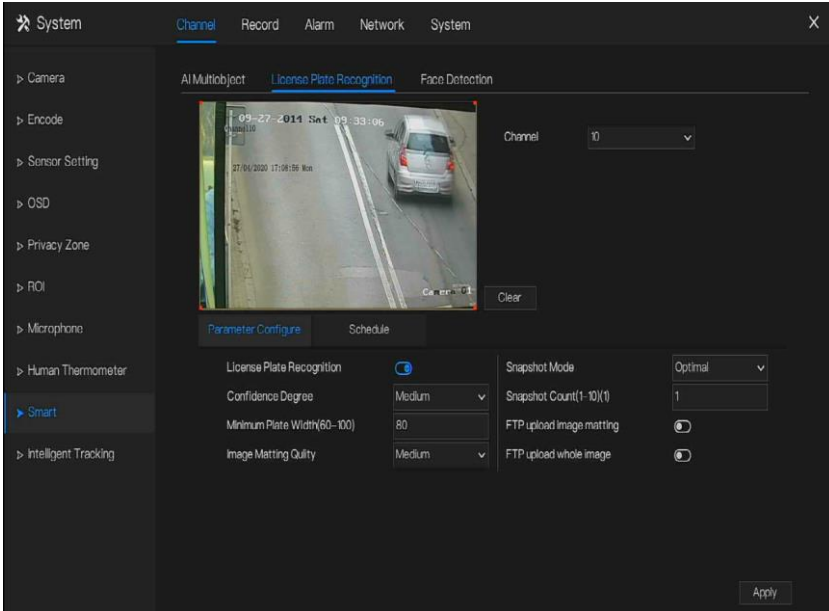 System
Channel Record Alarm Network System X
Camera
Encode
Sensor Setting
OSD
Privacy Zone
ROI
Microphone
Human Thermometer
Smart
Intelligent Tracking
AI Multiobject License Plate Recognition Face Detection
09-27-2014 Sat 09:33:06
27/04/2020 17:08:56 Mon
Camera 01
Channel 10
Clear
Parameter Configure Schedule
License Plate Recognition
Confidence Degree Medium
Minimum Plate Width(60-100) 80
Image Matting Qulity Medium
Snapshot Mode Optimal
Snapshot Count(1-10)(1) 1
FTP upload image matting
FTP upload whole image
Apply